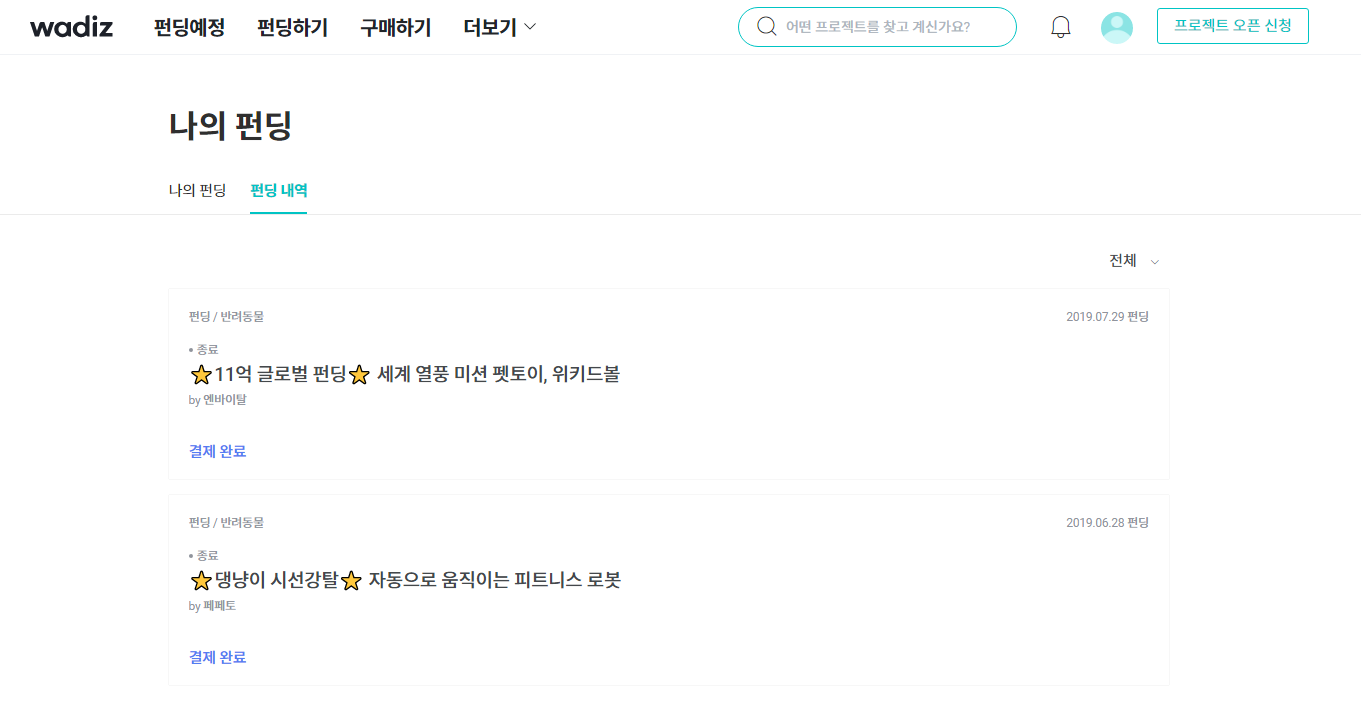 wadiz 펀딩예정 펀딩하기 구매하기 더보기 어떤 프로젝트를 찾고 계신가요? 프로젝트 오픈 신청
나의 펀딩
나의 펀딩 펀딩 내역
전체
펀딩 / 반려동물 2019.07.29 펀딩
• 종료
⭐11억 글로벌 펀딩⭐ 세계 열풍 미션 펫토이, 위키드볼
by 엔바이탈
결제 완료
펀딩 / 반려동물 2019.06.28 펀딩
• 종료
⭐댕냥이 시선강탈⭐ 자동으로 움직이는 피트니스 로봇
by 페페토
결제 완료